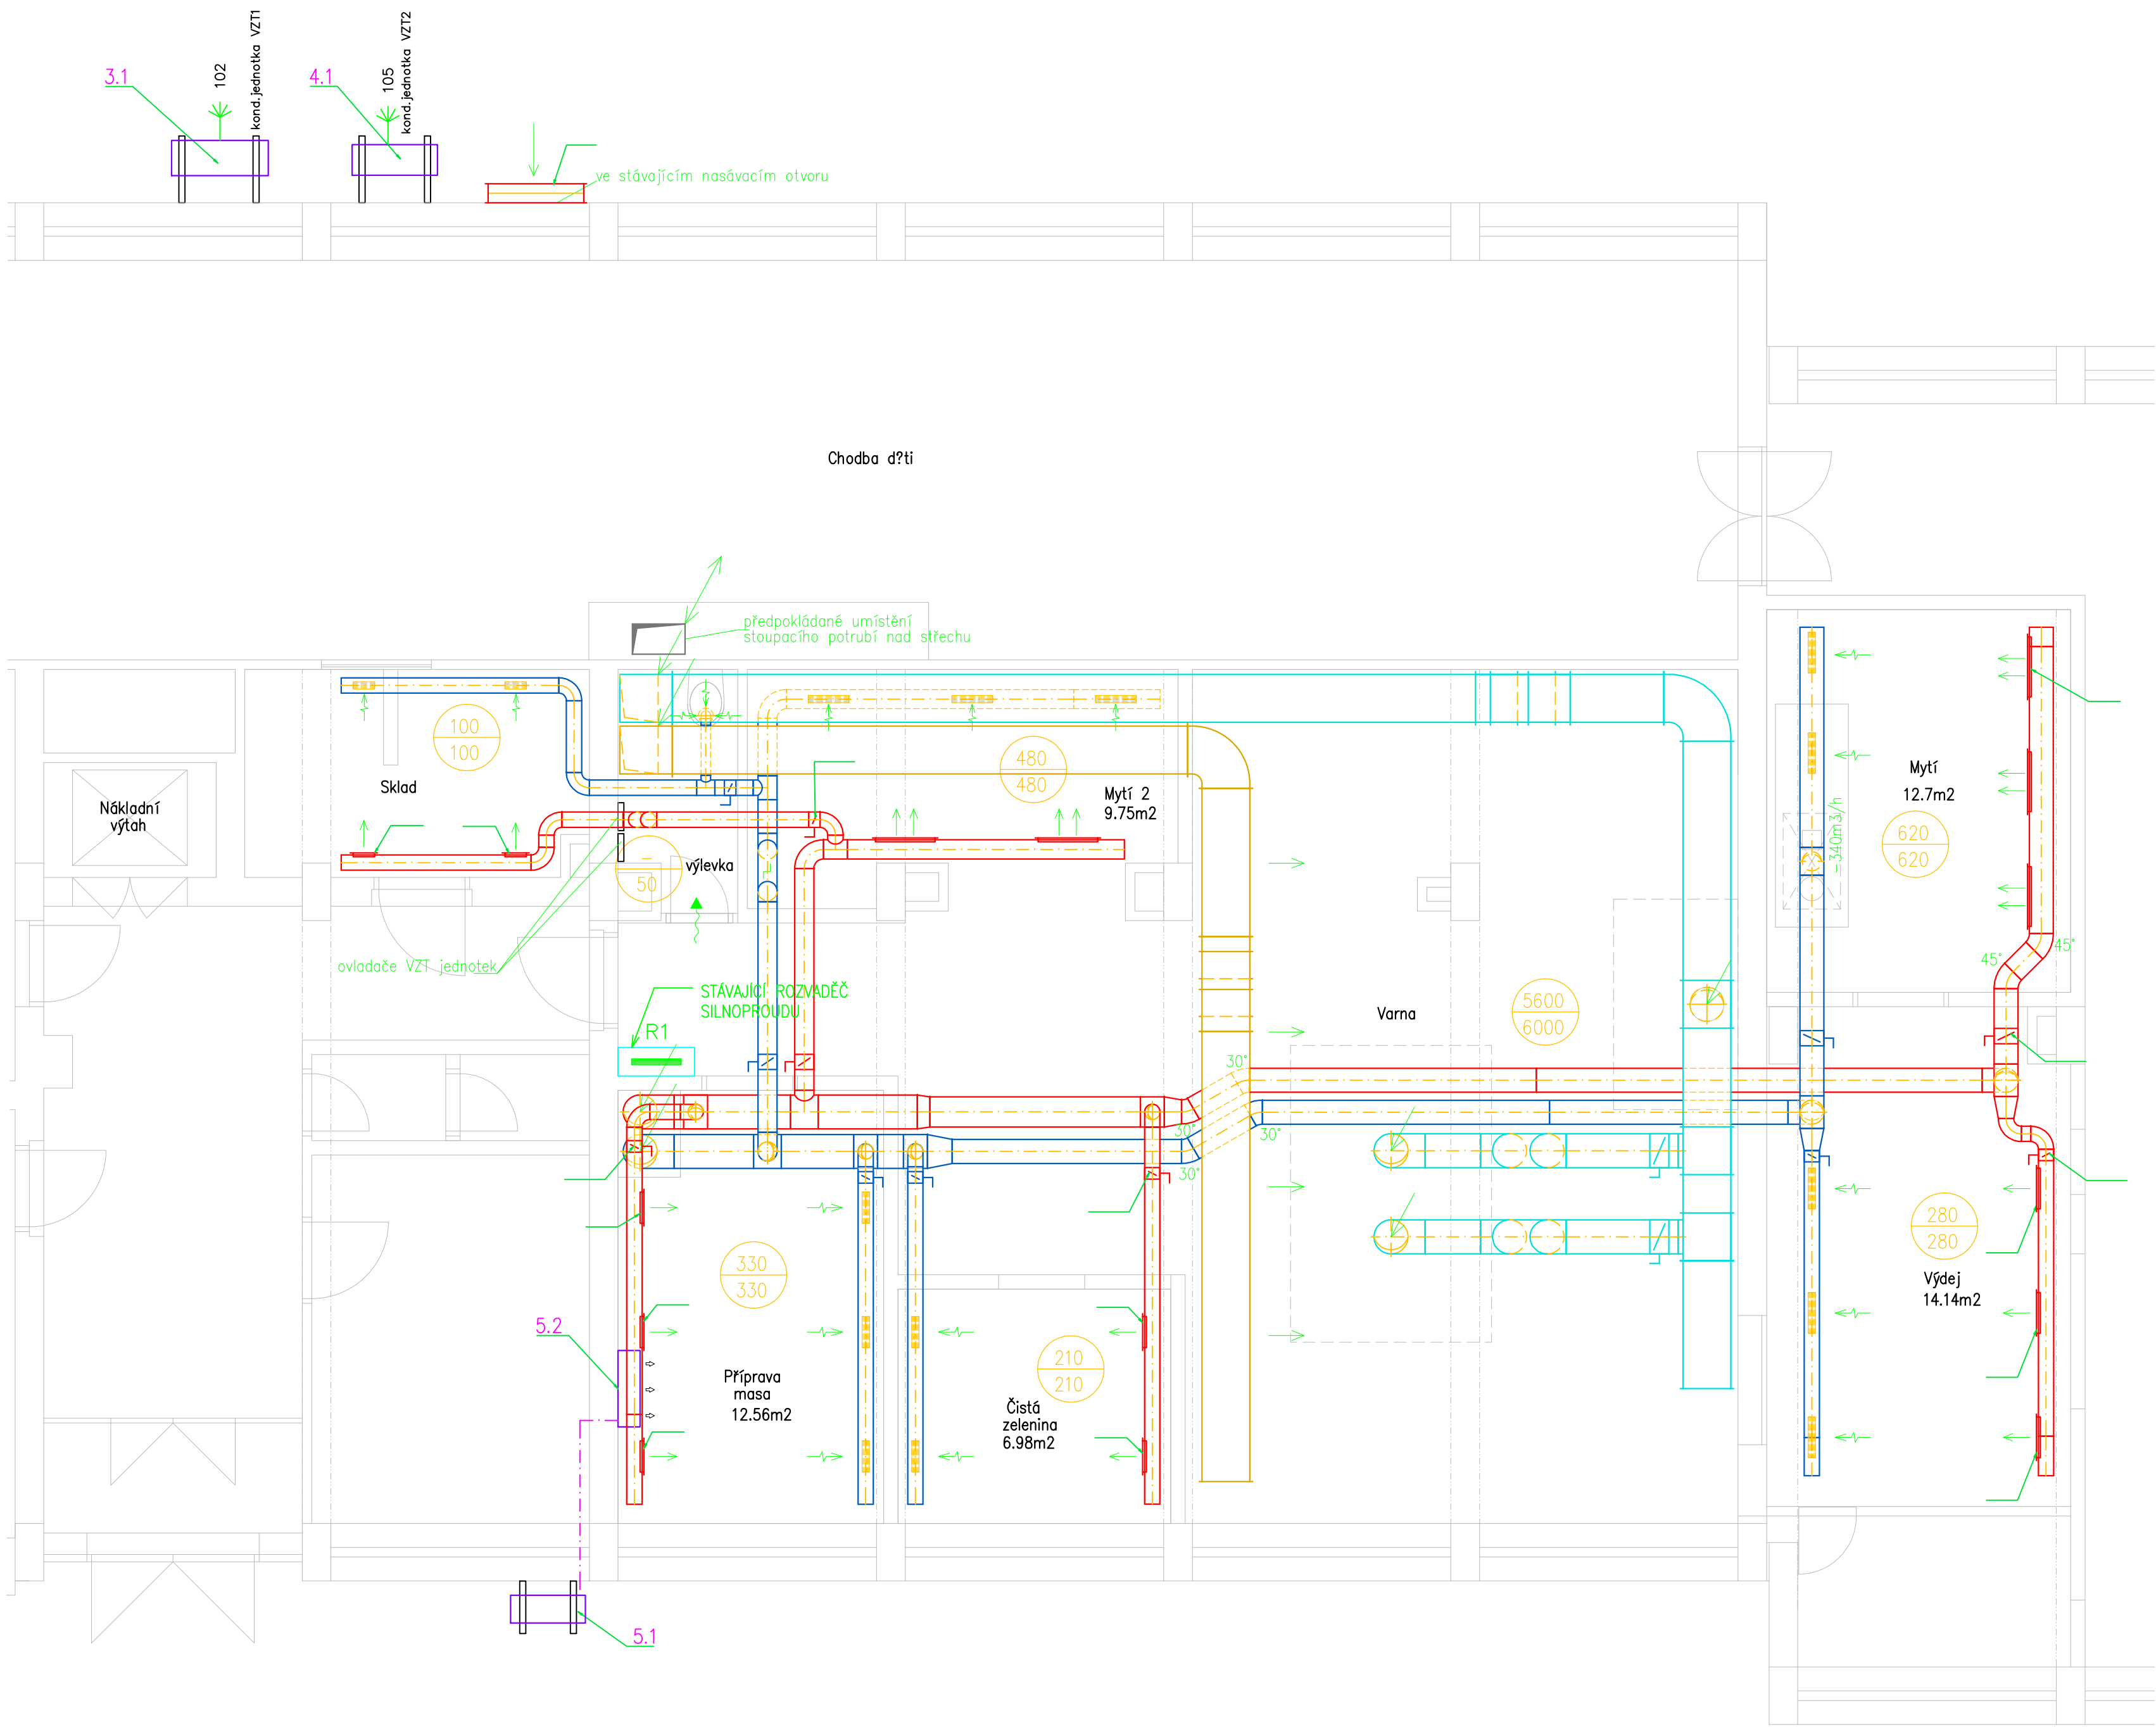 3.1
102
kond.jednotka VZT1
4.1
105
kond.jednotka VZT2
ve stávajícím nasávacím otvoru
Chodba d?ti
předpokládané umístění
stoupacího potrubí nad střechu
100
100
Sklad
Nákladní
výtah
480
480
Mytí 2
9.75m2
výlevka
50
Mytí
12.7m2
620
620
-340m3/h
45°
45°
ovladače VZT jednotek
STÁVAJÍCÍ ROZVADĚČ
SILNOPROUDU
R1
Varna
5600
6000
30°
30°
30°
30°
330
330
280
280
Výdej
14.14m2
5.2
Příprava
masa
12.56m2
210
210
Čistá
zelenina
6.98m2
5.1